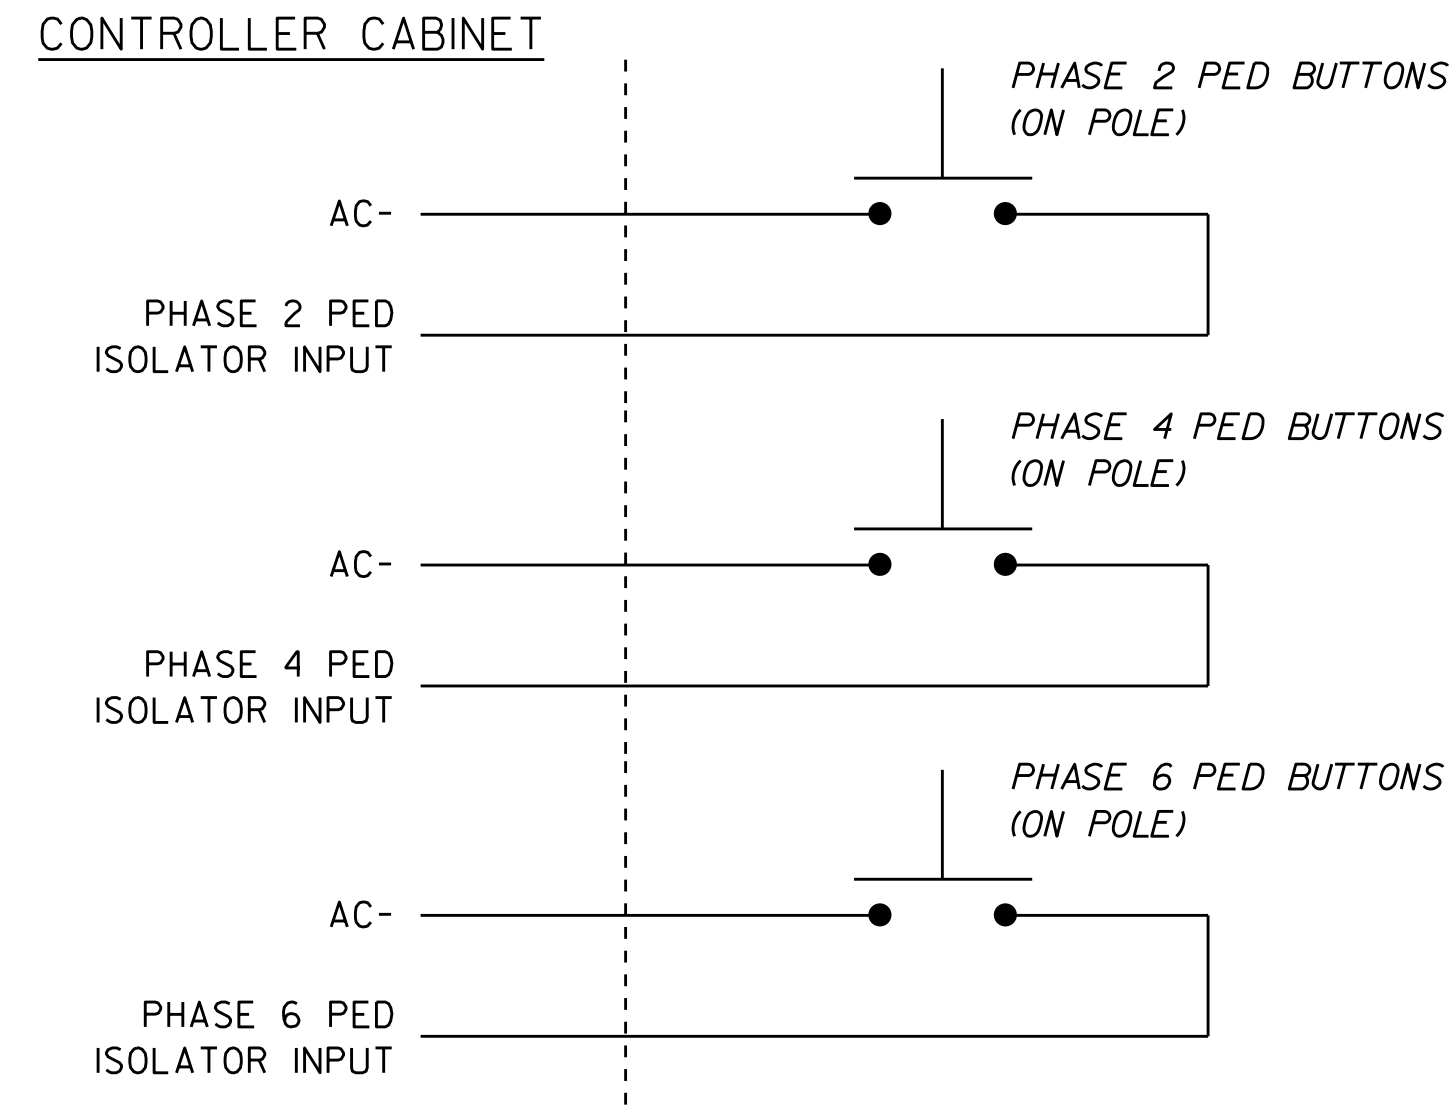 CONTROLLER CABINET
PHASE 2 PED BUTTONS
(ON POLE)
AC-
PHASE 2 PED
ISOLATOR INPUT
PHASE 4 PED BUTTONS
(ON POLE)
AC-
PHASE 4 PED
ISOLATOR INPUT
PHASE 6 PED BUTTONS
(ON POLE)
AC-
PHASE 6 PED
ISOLATOR INPUT